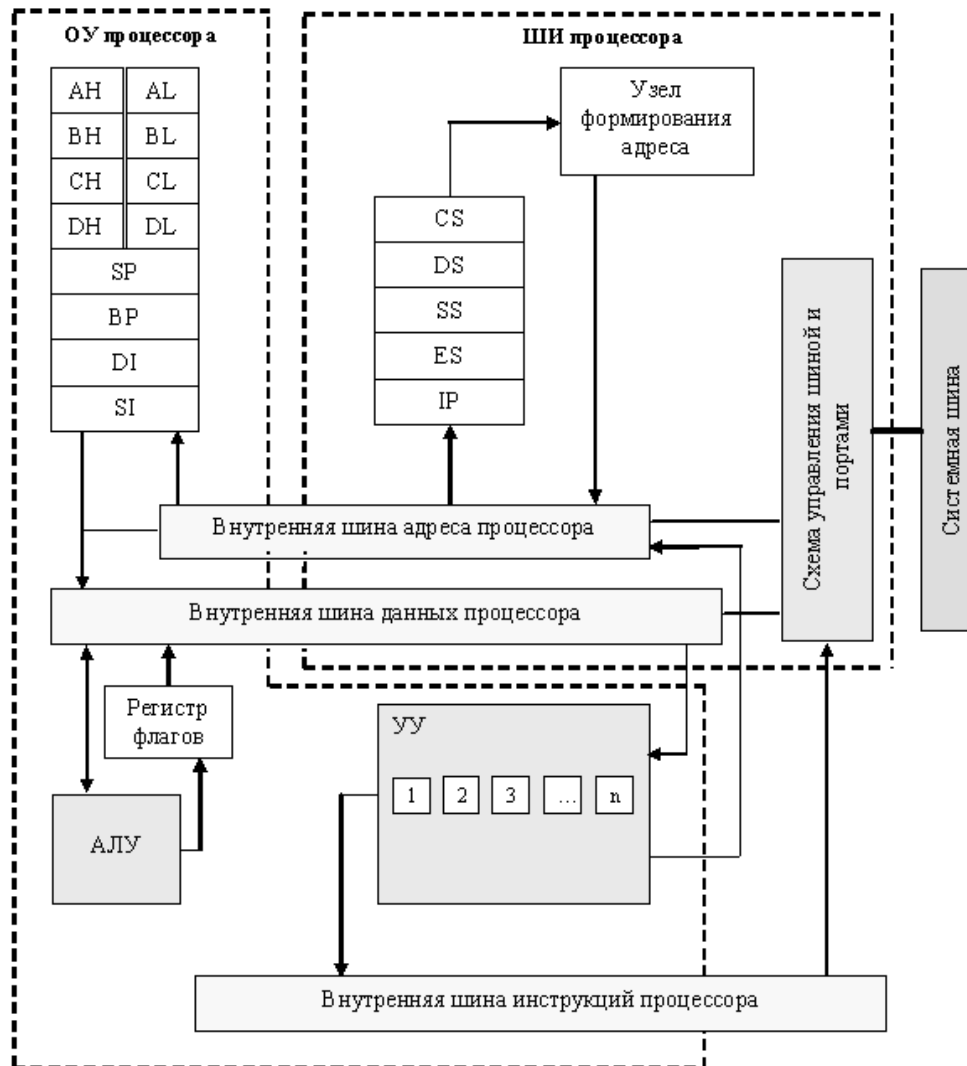 ОУ процессора
ШИ процессора
AH
AL
BH
BL
CH
CL
DH
DL
SP
BP
DI
SI
Узел
формирования
адреса
CS
DS
SS
ES
IP
Схема управления шиной и
портами
Системная шина
Внутренняя шина адреса процессора
Внутренняя шина данных процессора
Регистр
флагов
АЛУ
УУ
1
2
3
...
n
Внутренняя шина инструкций процессора